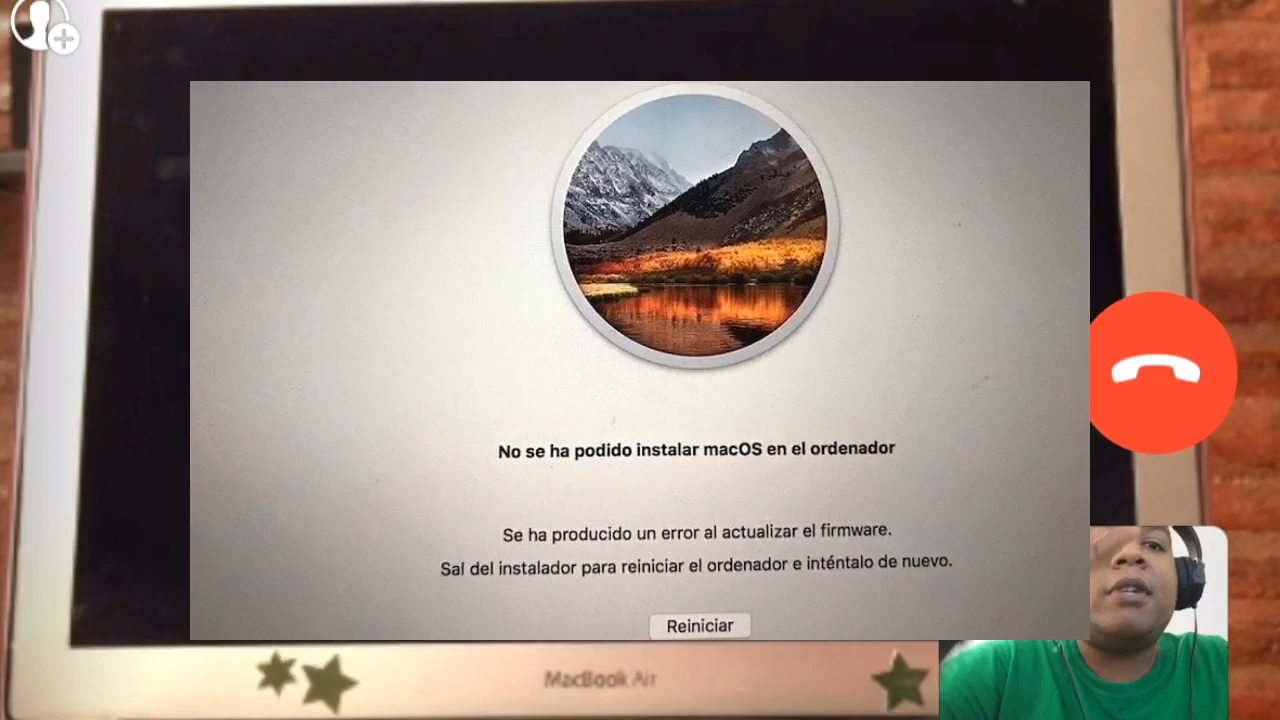 No se ha podido instalar macOS en el ordenador
Se ha producido un error al actualizar el firmware.
Sal del instalador para reiniciar el ordenador e inténtalo de nuevo.
Reiniciar
MacBook Air